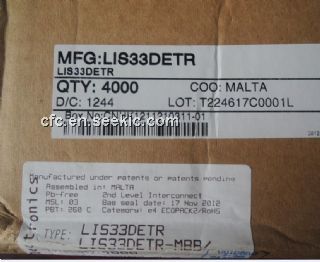 MFG:LIS33DETR
LIS33DETR
QTY: 4000 COO: MALTA
D/C: 1244 LOT: T224617C0001L
cfc.en.seekic.com
Manufactured under patents or patents pending
Assembled in: MALTA
Pb-free 2nd Level Interconnect
MSL: 03 Bag seal date: 17 Nov 2012
PBT: 260 C Category: e4 ECOPACK2/RoHS
TYPE: LIS33DETR
LIS33DETR-MBB/